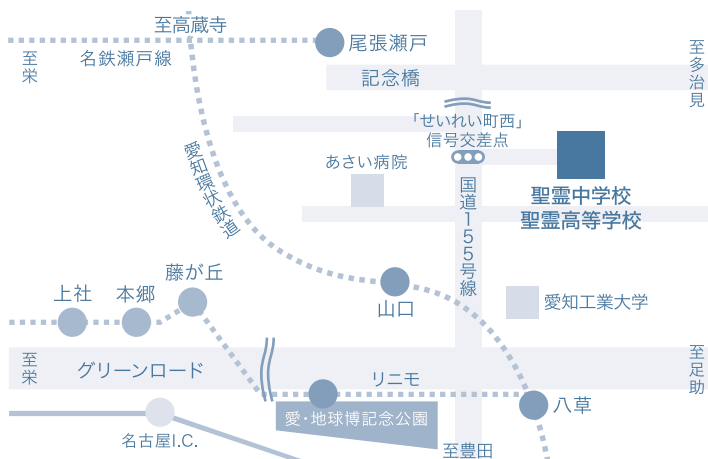 至高蔵寺
尾張瀬戸
至多治見
至栄
名鉄瀬戸線
記念橋
「せいれい町西」
信号交差点
あさい病院
愛知環状鉄道
国道155号線
聖霊中学校
聖霊高等学校
藤が丘
上社
本郷
山口
愛知工業大学
至栄
グリーンロード
リニモ
至足助
愛・地球博記念公園
八草
名古屋I.C.
至豊田